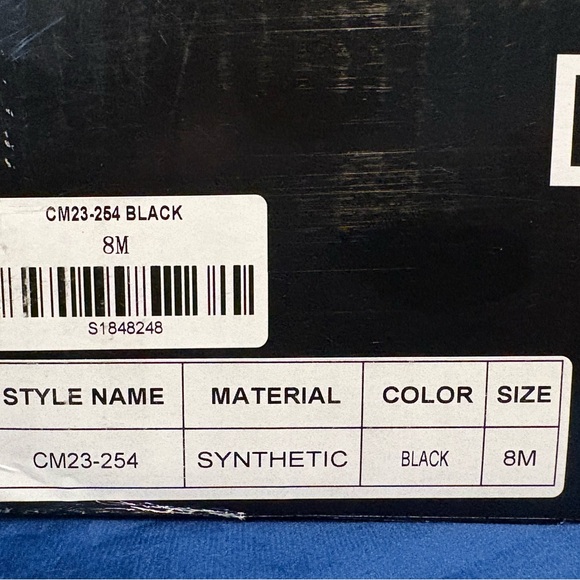 CM23-254 BLACK
8M
S1848248
STYLE NAME MATERIAL COLOR SIZE
CM23-254 SYNTHETIC BLACK 8M